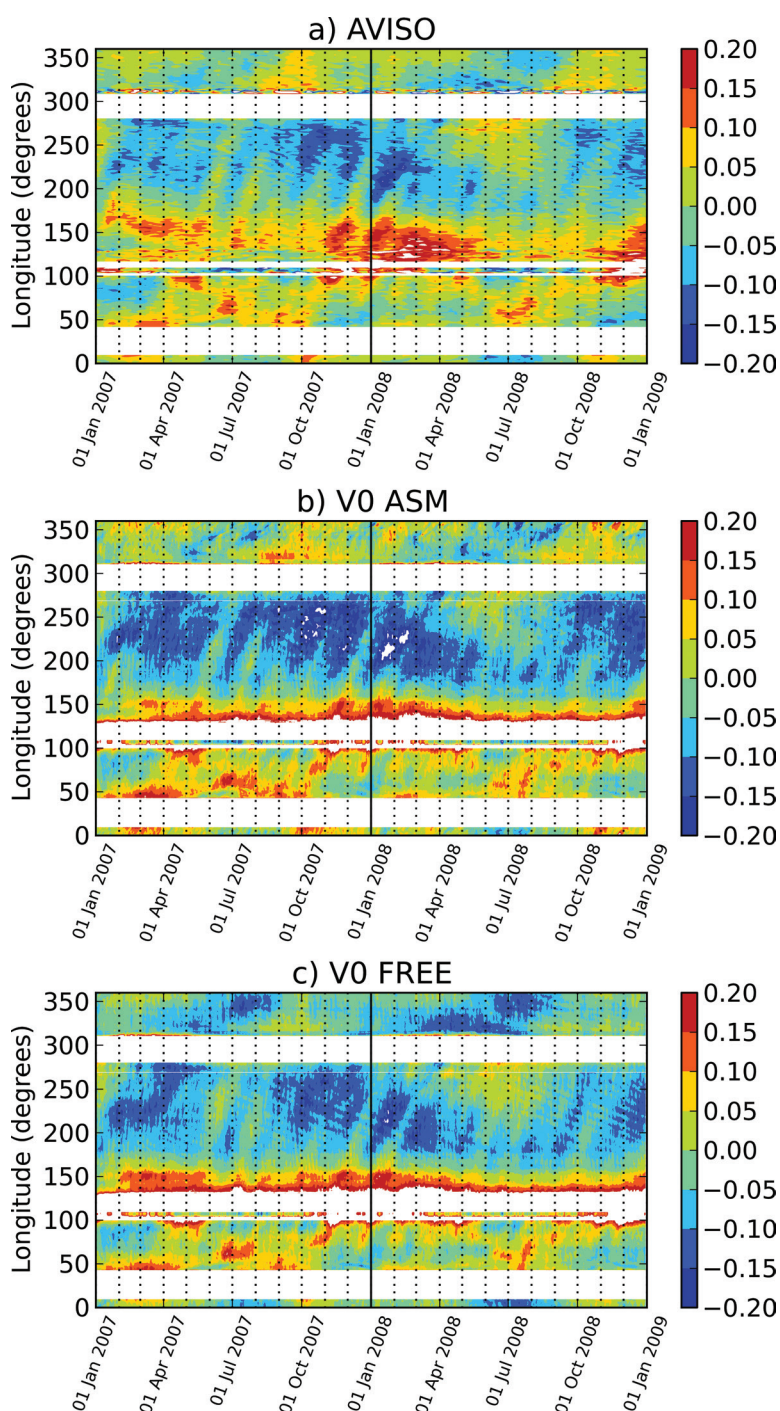 a) AVISO
Longitude (degrees)
350
300
250
200
150
100
50
0
01 Jan 2007
01 Apr 2007
01 Jul 2007
01 Oct 2007
01 Jan 2008
01 Apr 2008
01 Jul 2008
01 Oct 2008
01 Jan 2009
0.20
0.15
0.10
0.05
0.00
−0.05
−0.10
−0.15
−0.20
b) V0 ASM
Longitude (degrees)
350
300
250
200
150
100
50
0
01 Jan 2007
01 Apr 2007
01 Jul 2007
01 Oct 2007
01 Jan 2008
01 Apr 2008
01 Jul 2008
01 Oct 2008
01 Jan 2009
0.20
0.15
0.10
0.05
0.00
−0.05
−0.10
−0.15
−0.20
c) V0 FREE
Longitude (degrees)
350
300
250
200
150
100
50
0
01 Jan 2007
01 Apr 2007
01 Jul 2007
01 Oct 2007
01 Jan 2008
01 Apr 2008
01 Jul 2008
01 Oct 2008
01 Jan 2009
0.20
0.15
0.10
0.05
0.00
−0.05
−0.10
−0.15
−0.20